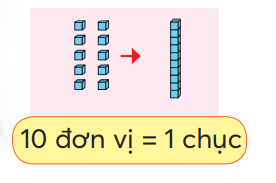 10 đơn vị = 1 chục